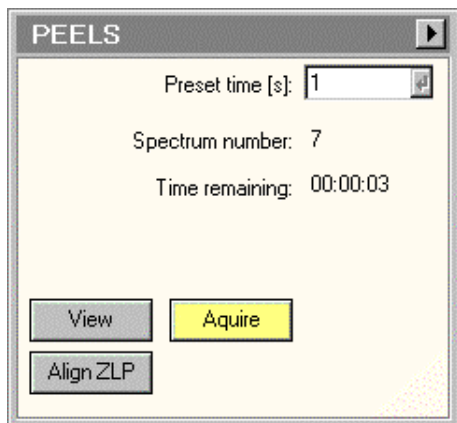 PEELS
Preset time [s]: 1
Spectrum number: 7
Time remaining: 00:00:03
View Aquire
Align ZLP